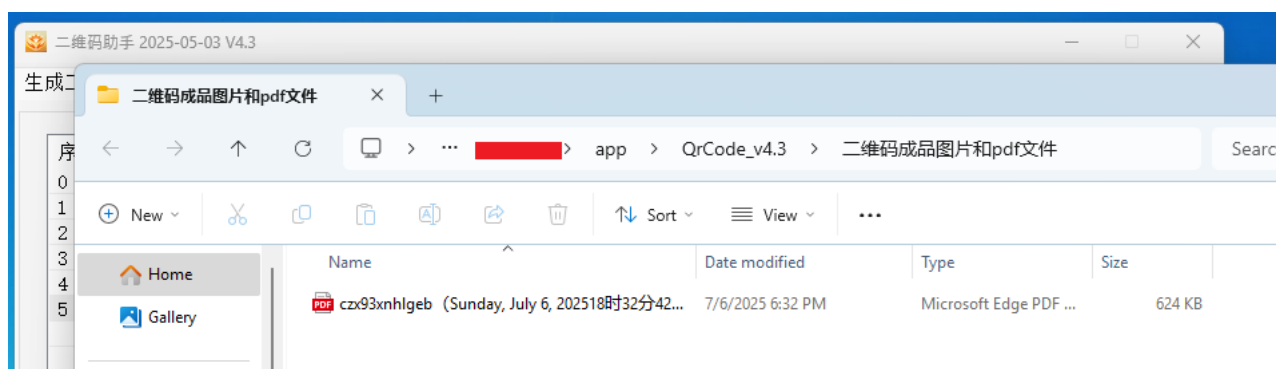 二维码助手 2025-05-03 V4.3
生成二
二维码成品图片和pdf文件
序
app > QrCode_v4.3 > 二维码成品图片和pdf文件
Searc
0
1 New
Sort
View
2
3 Name Date modified Type Size
Home
4
5 PDF czx93xnhlgeb（Sunday, July 6, 202518时32分42... 7/6/2025 6:32 PM Microsoft Edge PDF ... 624 KB
Gallery